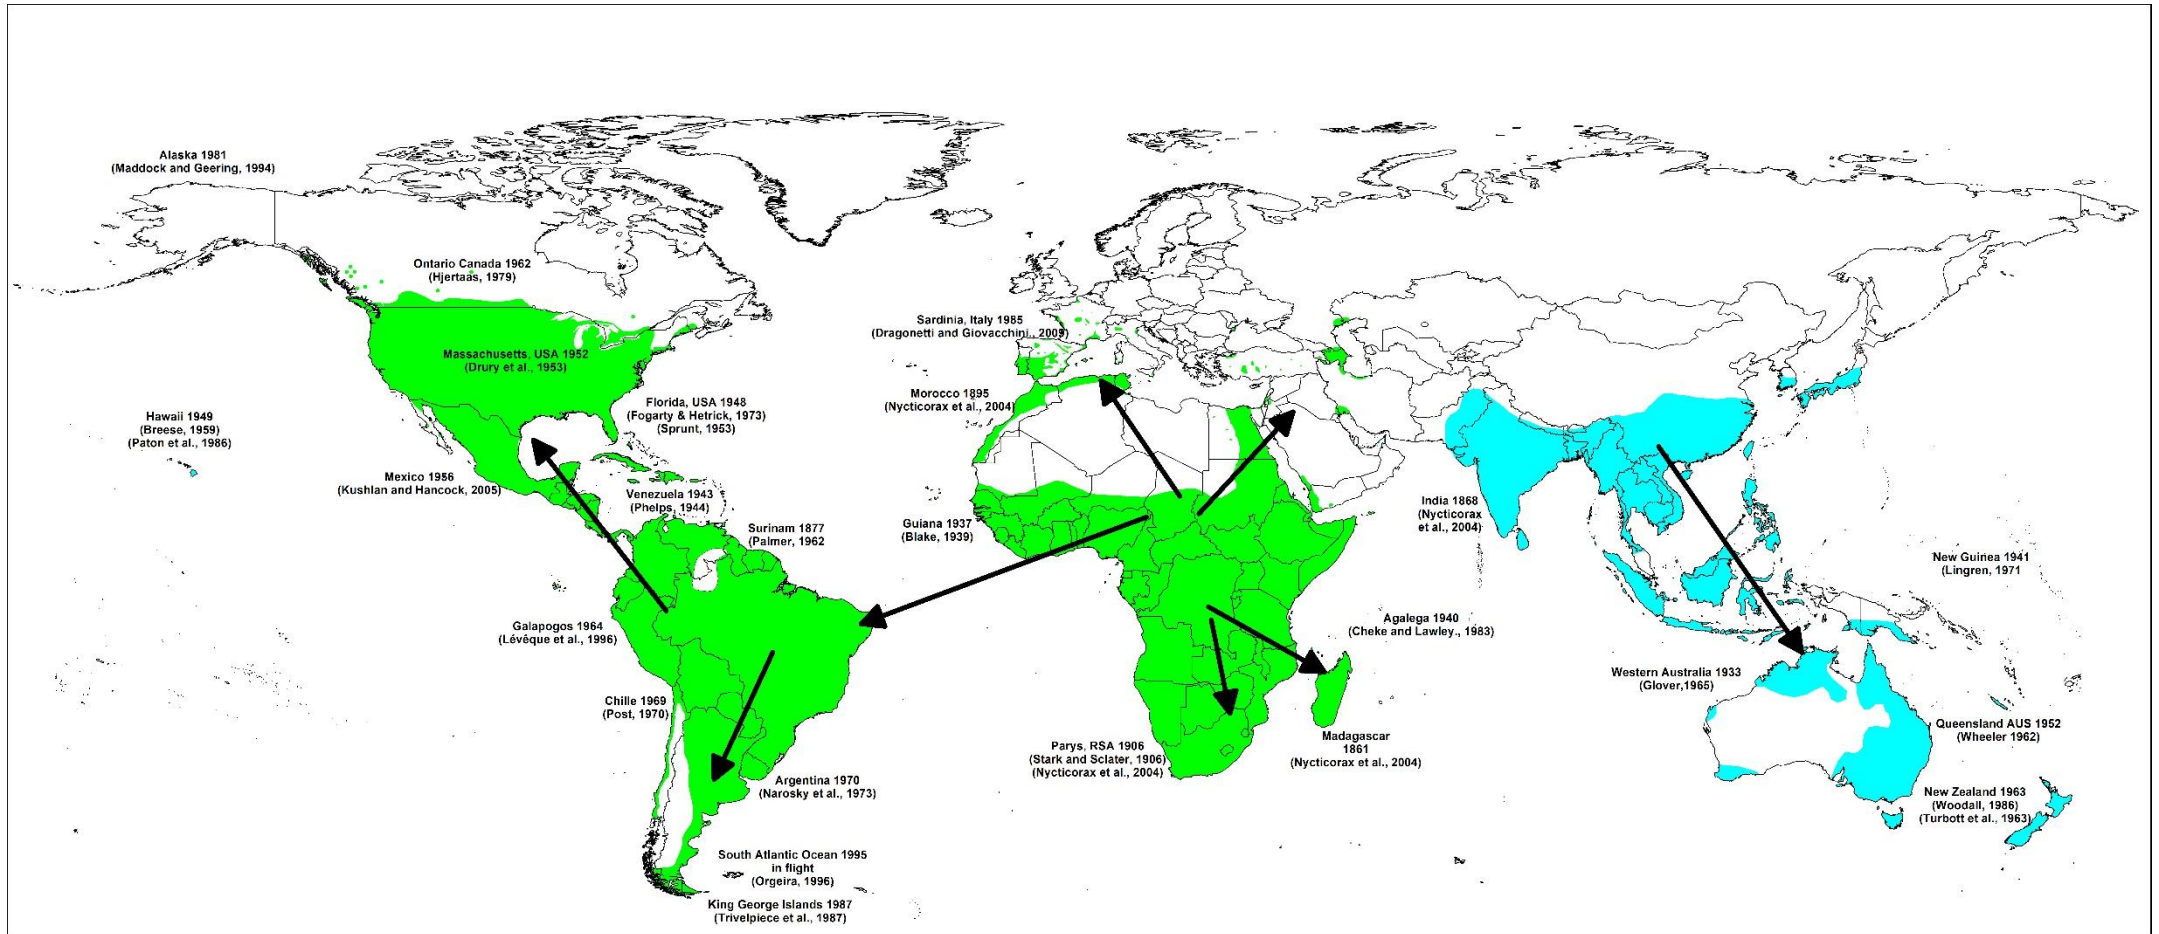 Alaska 1981
(Maddock and Geering, 1994)
Ontario Canada 1962
(Hjertaas, 1979)
Massachusetts, USA 1952
(Drury et al., 1953)
Hawaii 1949
(Breese, 1959)
(Paton et al., 1986)
Florida, USA 1948
(Fogarty & Hetrick, 1973)
(Sprunt, 1953)
Mexico 1956
(Kushlan and Hancock, 2005)
Venezuela 1943
(Phelps, 1944)
Surinam 1877
(Palmer, 1962
Galapogos 1964
(Lévêque et al., 1996)
Chille 1969
(Post, 1970)
Argentina 1970
(Narosky et al., 1973)
South Atlantic Ocean 1995
in flight
(Orgeira, 1996)
King George Islands 1987
(Trivelpiece et al., 1987)
Sardinia, Italy 1985
(Dragonetti and Giovacchini., 2005)
Morocco 1895
(Nycticorax et al., 2004)
Guiana 1937
(Blake, 1939)
Parys, RSA 1906
(Stark and Sclater, 1906)
(Nycticorax et al., 2004)
Madagascar
1861
(Nycticorax et al., 2004)
Agalega 1940
(Cheke and Lawley., 1983)
India 1868
(Nycticorax
et al., 2004)
New Guinea 1941
(Lingren, 1971
Western Australia 1933
(Glover,1965)
Queensland AUS 1952
(Wheeler 1962)
New Zealand 1963
(Woodall, 1986)
(Turbott et al., 1963)